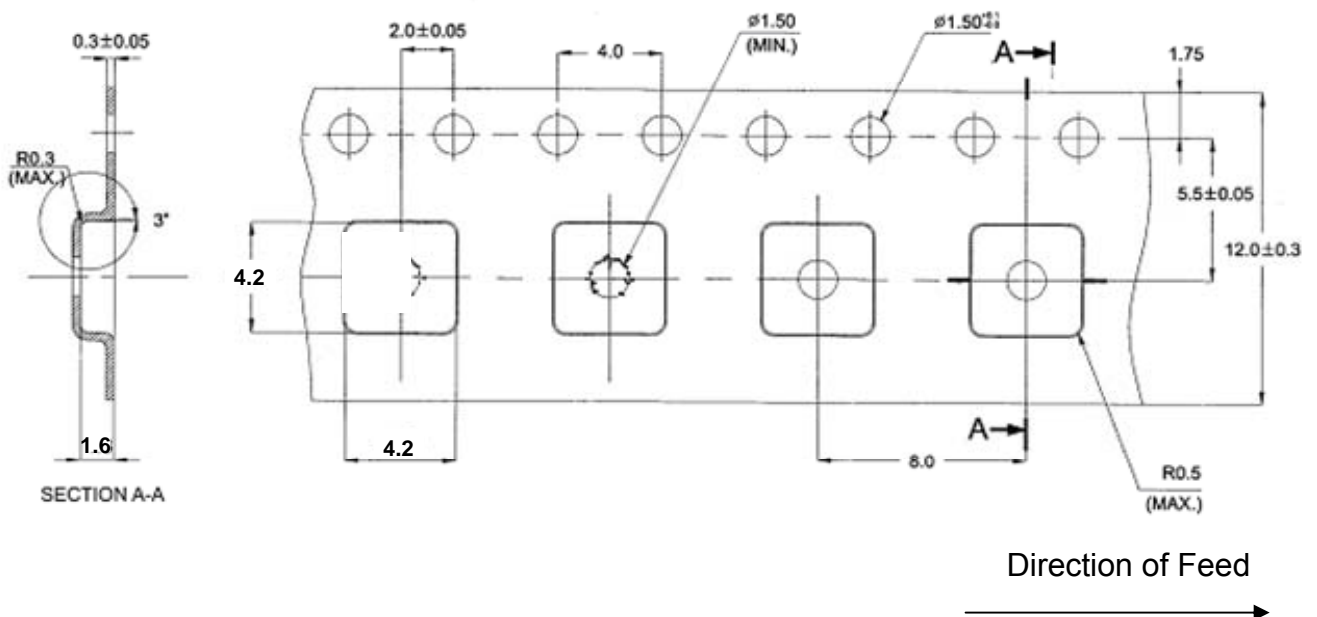 0.3±0.05
2.0±0.05
4.0
ø1.50
(MIN.)
ø1.50
A
1.75
R0.3
(MAX.)
3°
5.5±0.05
12.0±0.3
4.2
A
1.6
4.2
8.0
R0.5
(MAX.)
SECTION A-A
Direction of Feed